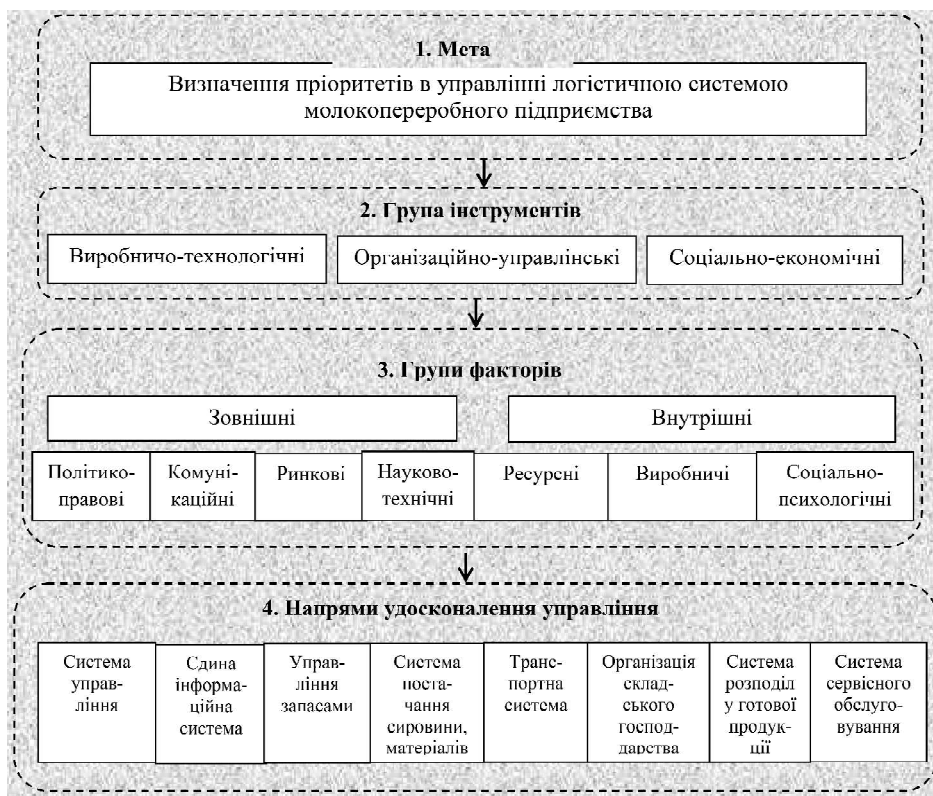 1. Мета
Визначення пріоритетів в управлінні логістичною системою
молокопереробного підприємства
2. Група інструментів
Виробничо-технологічні
Організаційно-управлінські
Соціально-економічні
3. Групи факторів
Зовнішні
Внутрішні
Політико-
правові
Комуні-
каційні
Ринкові
Науково-
технічні
Ресурсні
Виробничі
Соціально-
психологічні
4. Напрями удосконалення управління
Система
управ-
ління
Єдина
інформа-
ційна
система
Управ-
ління
запасами
Система
поста-
чання
сировини,
матеріалів
Транс-
портна
система
Організація
склад-
ського
госпо-
дарства
Система
розподіл
у готової
продук-
ції
Система
сервісного
обслуго-
вування